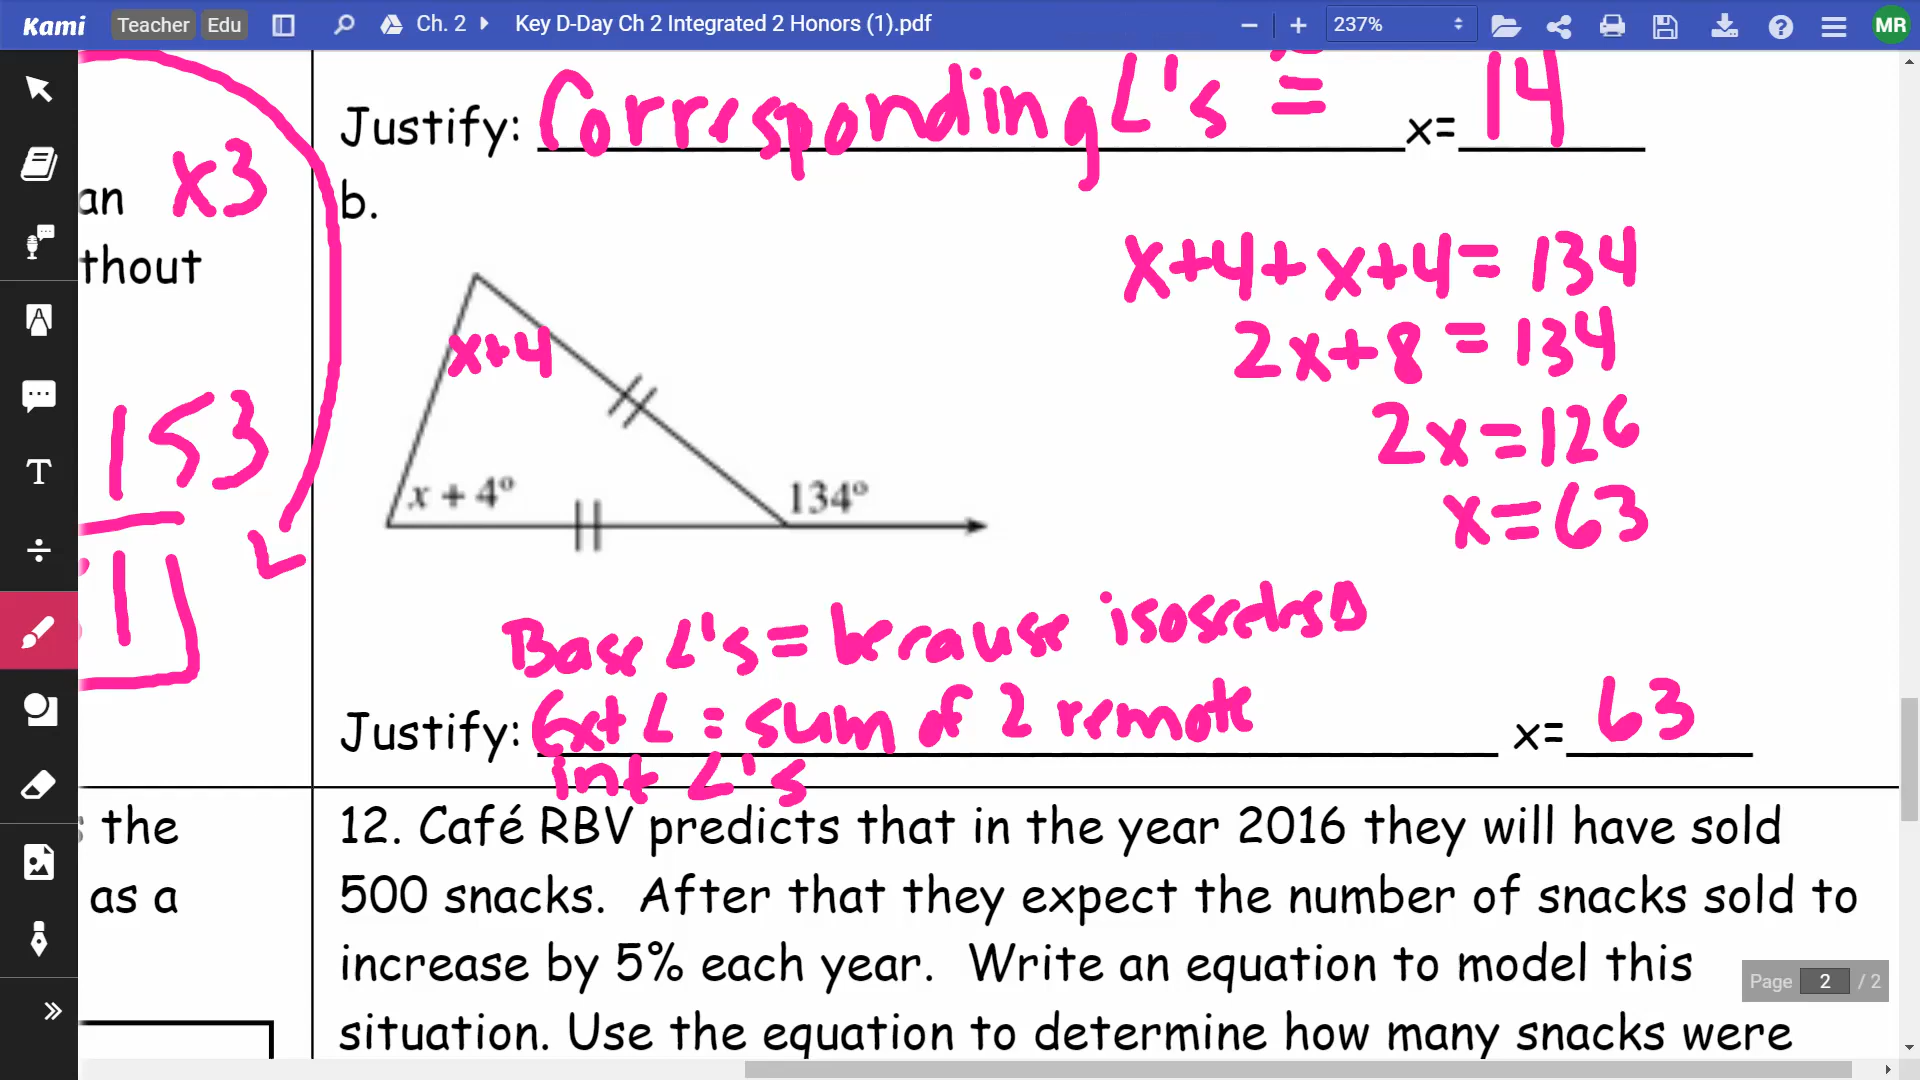 Kami Teacher Edu Ch. 2 Key D-Day Ch 2 Integrated 2 Honors (1).pdf 237% MR
Justify: Corresponding ∠'s = x= 14
an x3
b.
thout
x+4+x+4=134
2x+8=134
x+4
2x=126
153
x + 4° 134°
x=63
Base ∠'s = because isosceles Δ
Justify: Ext ∠ = sum of 2 remote x= 63
int ∠'s
the
12. Café RBV predicts that in the year 2016 they will have sold
as a
500 snacks. After that they expect the number of snacks sold to
increase by 5% each year. Write an equation to model this
Page 2 / 2
situation. Use the equation to determine how many snacks were